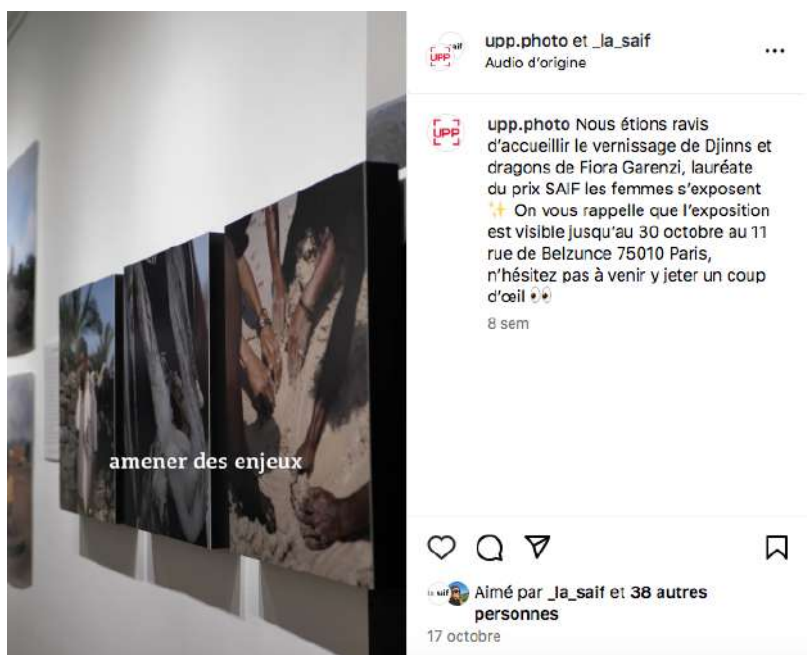 upp.photo et _la_saif
Audio d'origine
UPP
upp.photo Nous étions ravis
d'accueillir le vernissage de Djinns et
dragons de Fiora Garenzi, lauréate
du prix SAIF les femmes s'exposent
✨ On vous rappelle que l'exposition
est visible jusqu'au 30 octobre au 11
rue de Belzunce 75010 Paris,
n'hésitez pas à venir y jeter un coup
d'œil 👀
8 sem
amener des enjeux
Aimé par _la_saif et 38 autres
personnes
17 octobre